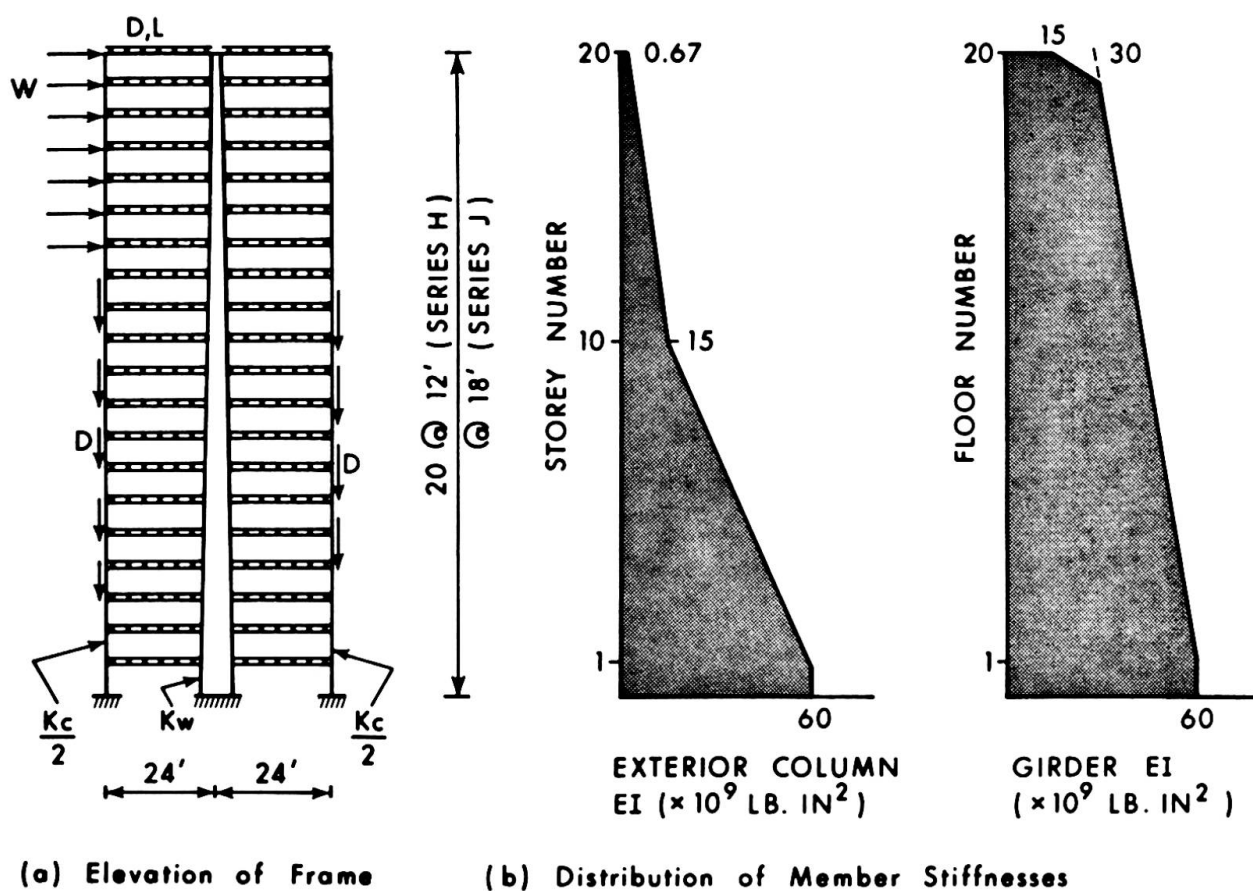 D,L
W
D
D
Kc
2
Kw
Kc
2
24'
24'
20 @ 12' (SERIES H)
@ 18' (SERIES J)
(a) Elevation of Frame
STOREY NUMBER
20
0.67
10
15
1
60
EXTERIOR COLUMN
EI (×10⁹ LB. IN²)
FLOOR NUMBER
20
15
30
1
60
GIRDER EI
(×10⁹ LB. IN²)
(b) Distribution of Member Stiffnesses